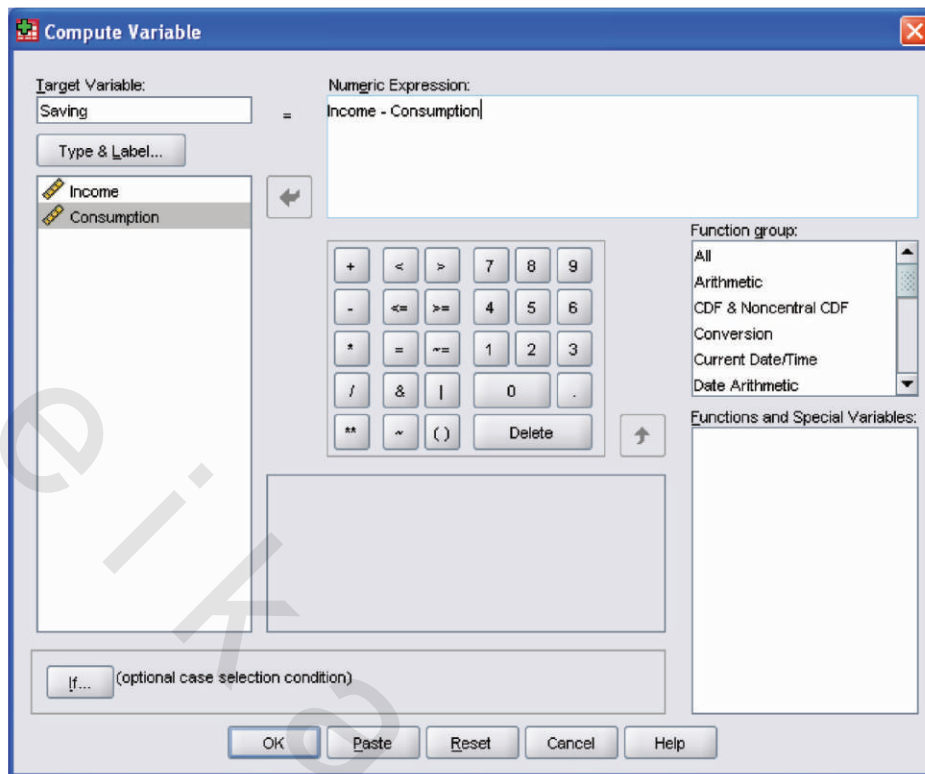 Compute Variable
Target Variable:
Numeric Expression:
Saving
=
Income - Consumption
Type & Label...
Income
Consumption
Function group:
All
Arithmetic
CDF & Noncentral CDF
Conversion
Current Date/Time
Date Arithmetic
+ < > 7 8 9
- <= >= 4 5 6
* = ~= 1 2 3
/ & | 0 .
** ~ ( ) Delete
Functions and Special Variables:
If... (optional case selection condition)
OK Paste Reset Cancel Help
e i k e